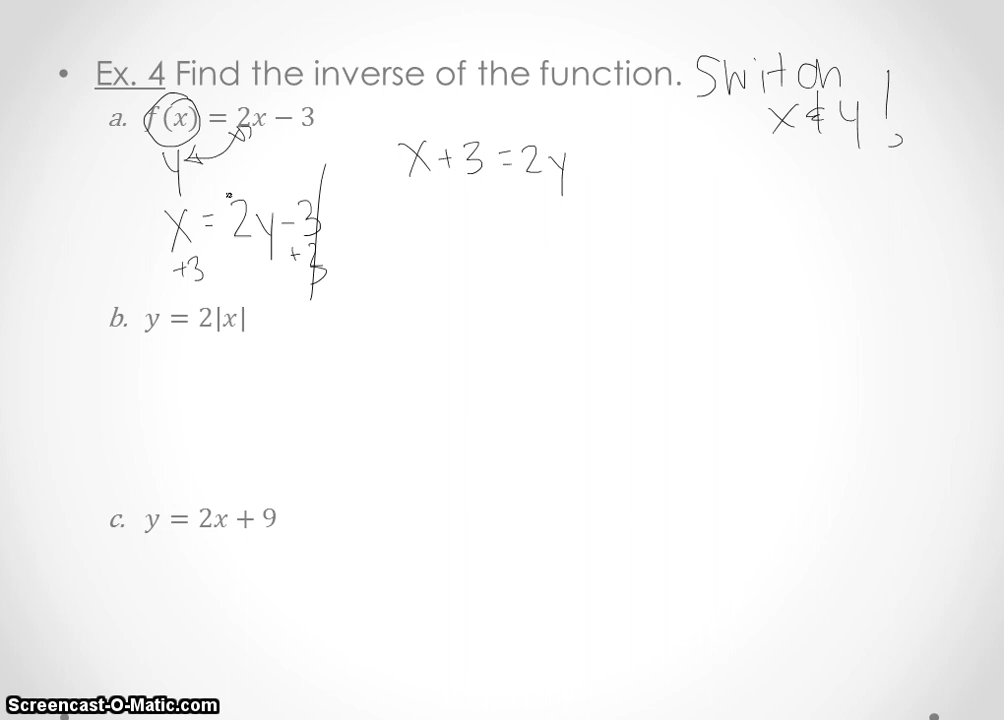 • Ex. 4 Find the inverse of the function. Switch
x & y!
a. f(x) = 2x − 3
y
x + 3 = 2y
x = 2y − 3
+3 +3
b. y = 2|x|
c. y = 2x + 9
Screencast-O-Matic.com